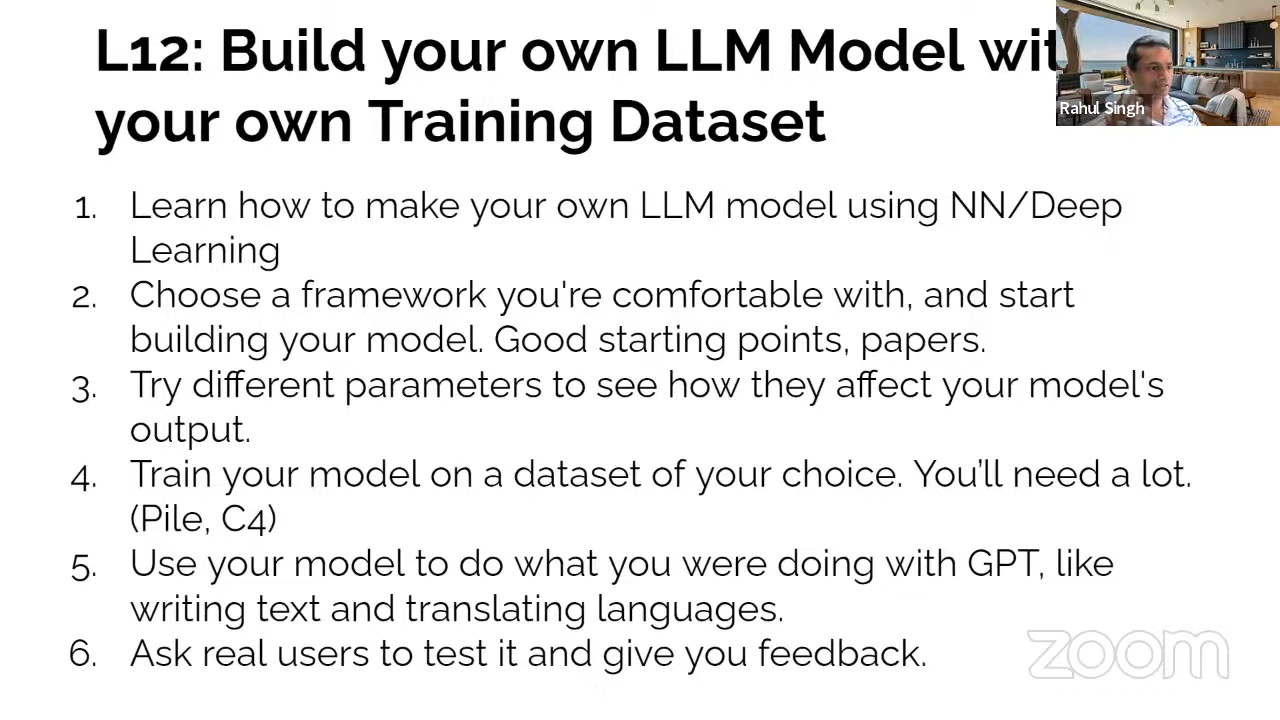 L12: Build your own LLM Model wit
your own Training Dataset
Rahul Singh
1. Learn how to make your own LLM model using NN/Deep
Learning
2. Choose a framework you're comfortable with, and start
building your model. Good starting points, papers.
3. Try different parameters to see how they affect your model's
output.
4. Train your model on a dataset of your choice. You’ll need a lot.
(Pile, C4)
5. Use your model to do what you were doing with GPT, like
writing text and translating languages.
6. Ask real users to test it and give you feedback.
zoom